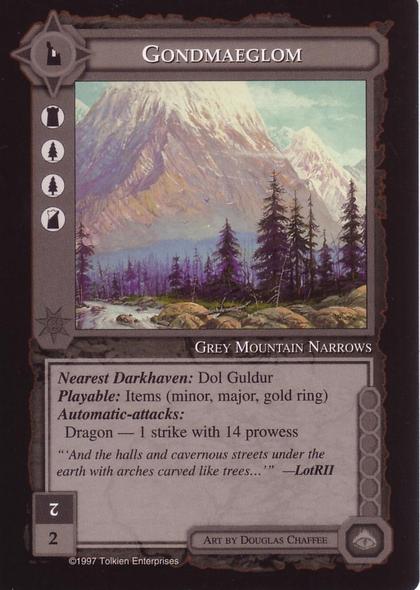 GONDMAEGLOM
GREY MOUNTAIN NARROWS
Nearest Darkhaven: Dol Guldur
Playable: Items (minor, major, gold ring)
Automatic-attacks:
Dragon — 1 strike with 14 prowess
“‘And the halls and cavernous streets under the
earth with arches carved like trees…’” —LotRII
2
2
ART BY DOUGLAS CHAFFEE
©1997 Tolkien Enterprises